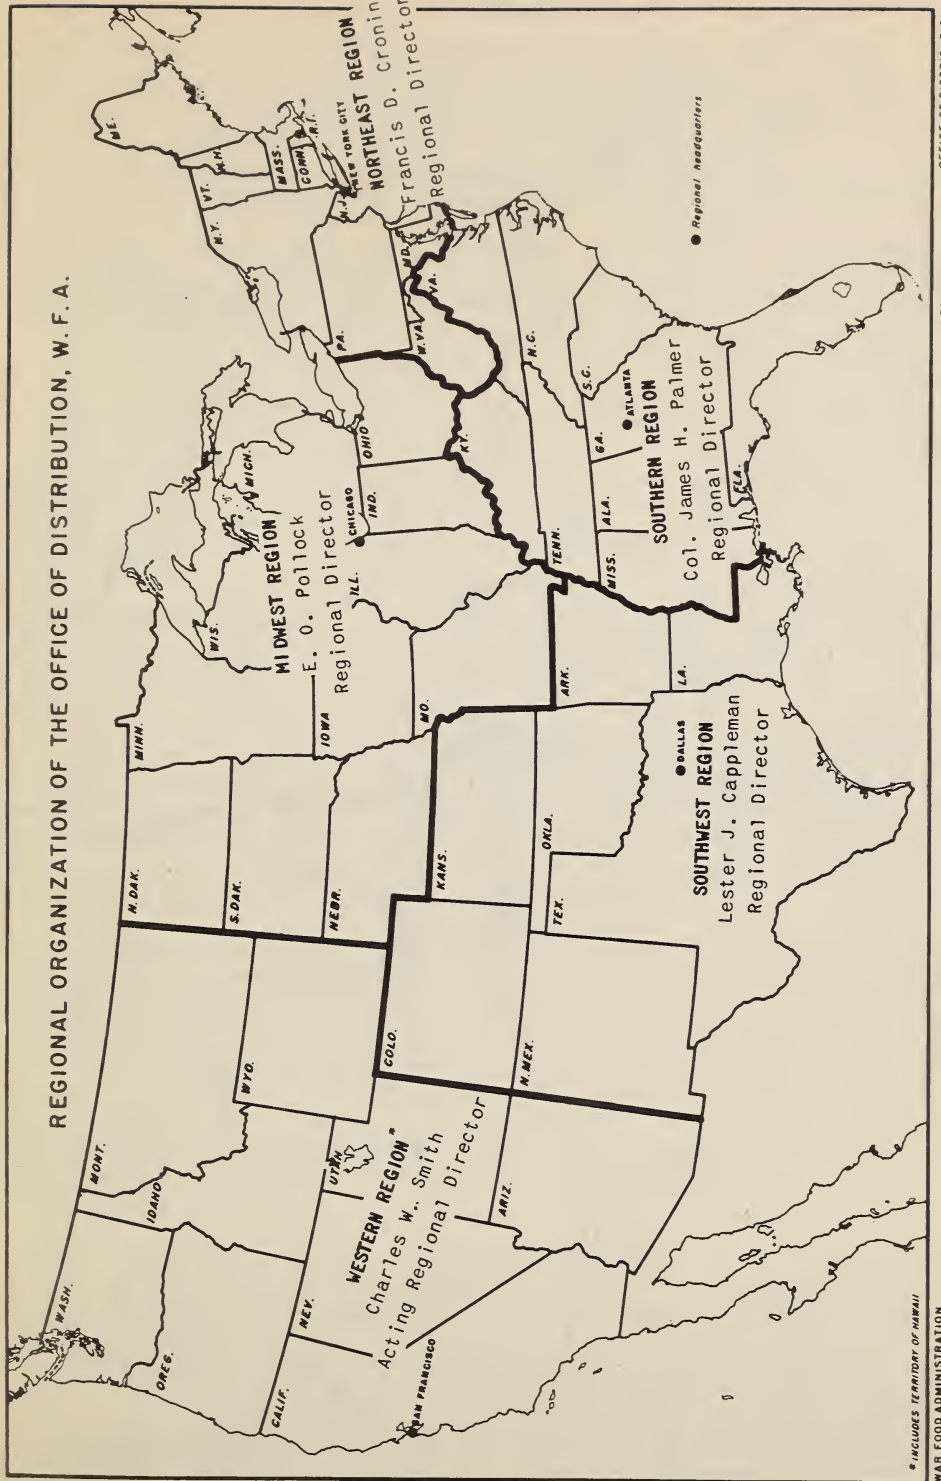 REGIONAL ORGANIZATION OF THE OFFICE OF DISTRIBUTION, W. F. A.
WASH.
MONT.
N. DAK.
MINN.
ME.
OREG.
IDAHO
WYO.
S. DAK.
WIS.
MICH.
VT.
N.H.
N.Y.
MASS.
CONN.
R.I.
NEW YORK CITY
NORTHEAST REGION
Francis D. Cronin
Regional Director
MIDWEST REGION
E. O. Pollock
Regional Director
CHICAGO
CALIF.
NEV.
UTAH
COLO.
NEBR.
IOWA
ILL.
IND.
OHIO
PA.
N.J.
MD.
WESTERN REGION*
Charles W. Smith
Acting Regional Director
SAN FRANCISCO
KANS.
MO.
KY.
W.VA.
VA.
ARIZ.
N. MEX.
TEX.
OKLA.
ARK.
TENN.
N.C.
S.C.
MISS.
ALA.
GA.
ATLANTA
SOUTHERN REGION
Col. James H. Palmer
Regional Director
LA.
FLA.
DALLAS
SOUTHWEST REGION
Lester J. Cappleman
Regional Director
Regional headquarters
* INCLUDES TERRITORY OF HAWAII
WAR FOOD ADMINISTRATION